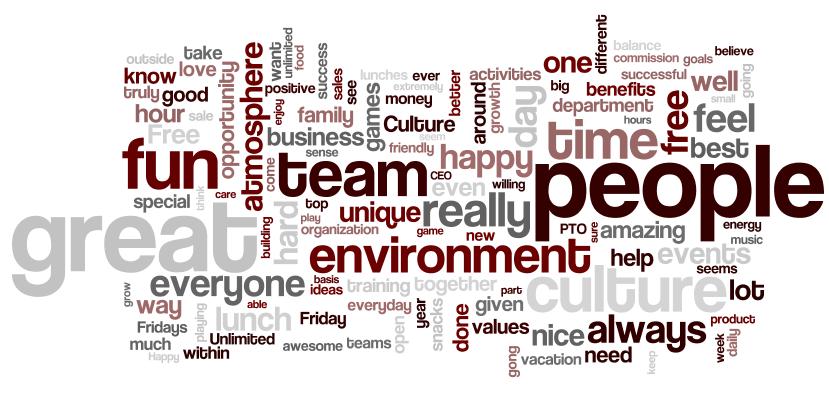 outside
take
know
love
truly
good
hour
sale
Free
opportunity
atmosphere
want
unlimited
food
success
positive
enjoy
sales
see
lunches
ever
extremely
money
games
family
Culture
business
seem
sense
friendly
better
activities
around
growth
day
one
big
different
balance
commission
goals
believe
successful
going
benefits
well
small
department
free
feel
hours
time
best
happy
fun
team
CEO
even
willing
people
special
think
care
come
top
play
unique
really
great
building
hard
organization
game
new
PTO
sure
amazing
energy
music
environment
help
events
seems
everyone
basis
ideas
training
together
part
culture
lot
grow
way
able
everyday
year
snacks
given
product
playing
lunch
Friday
open
done
values
nice
always
Fridays
much
Unlimited
Happy
within
awesome
teams
gong
vacation
need
keep
week
daily